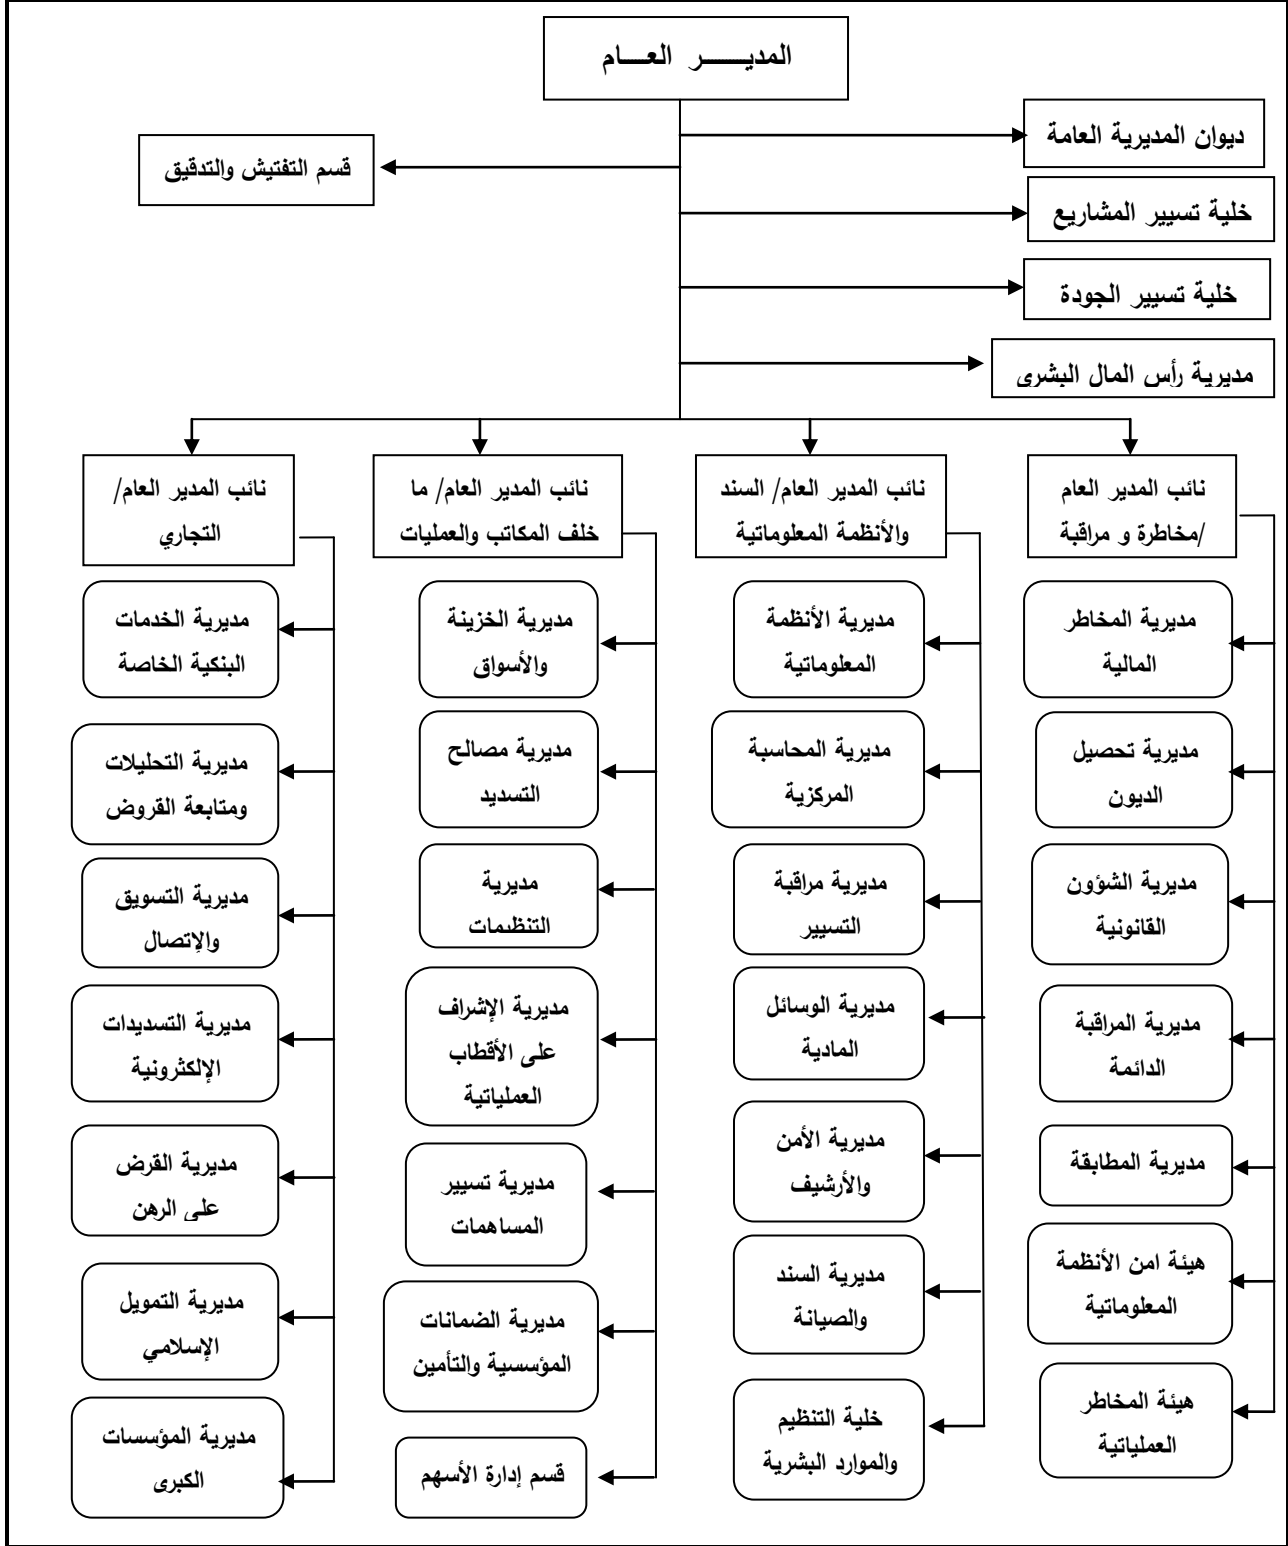 المديــــــر العــــام
ديوان المديرية العامة
قسم التفتيش والتدقيق
خلية تسيير المشاريع
خلية تسيير الجودة
مديرية رأس المال البشرى
نائب المدير العام
/مخاطرة و مراقبة
نائب المدير العام/ السند
والأنظمة المعلوماتية
نائب المدير العام/ ما
خلف المكاتب والعمليات
نائب المدير العام/
التجاري
مديرية المخاطر
المالية
مديرية تحصيل
الديون
مديرية الشؤون
القانونية
مديرية المراقبة
الدائمة
مديرية المطابقة
هيئة امن الأنظمة
المعلوماتية
هيئة المخاطر
العملياتية
مديرية الأنظمة
المعلوماتية
مديرية المحاسبة
المركزية
مديرية مراقبة
التسيير
مديرية الوسائل
المادية
مديرية الأمن
والأرشيف
مديرية السند
والصيانة
خلية التنظيم
والموارد البشرية
مديرية الخزينة
والأسواق
مديرية مصالح
التسديد
مديرية
التنظيمات
مديرية الإشراف
على الأقطاب
العملياتية
مديرية تسيير
المساهمات
مديرية الضمانات
المؤسسية والتأمين
قسم إدارة الأسهم
مديرية الخدمات
البنكية الخاصة
مديرية التحليلات
ومتابعة القروض
مديرية التسويق
والإتصال
مديرية التسديدات
الإلكثرونية
مديرية القرض
على الرهن
مديرية التمويل
الإسلامي
مديرية المؤسسات
الكبرى